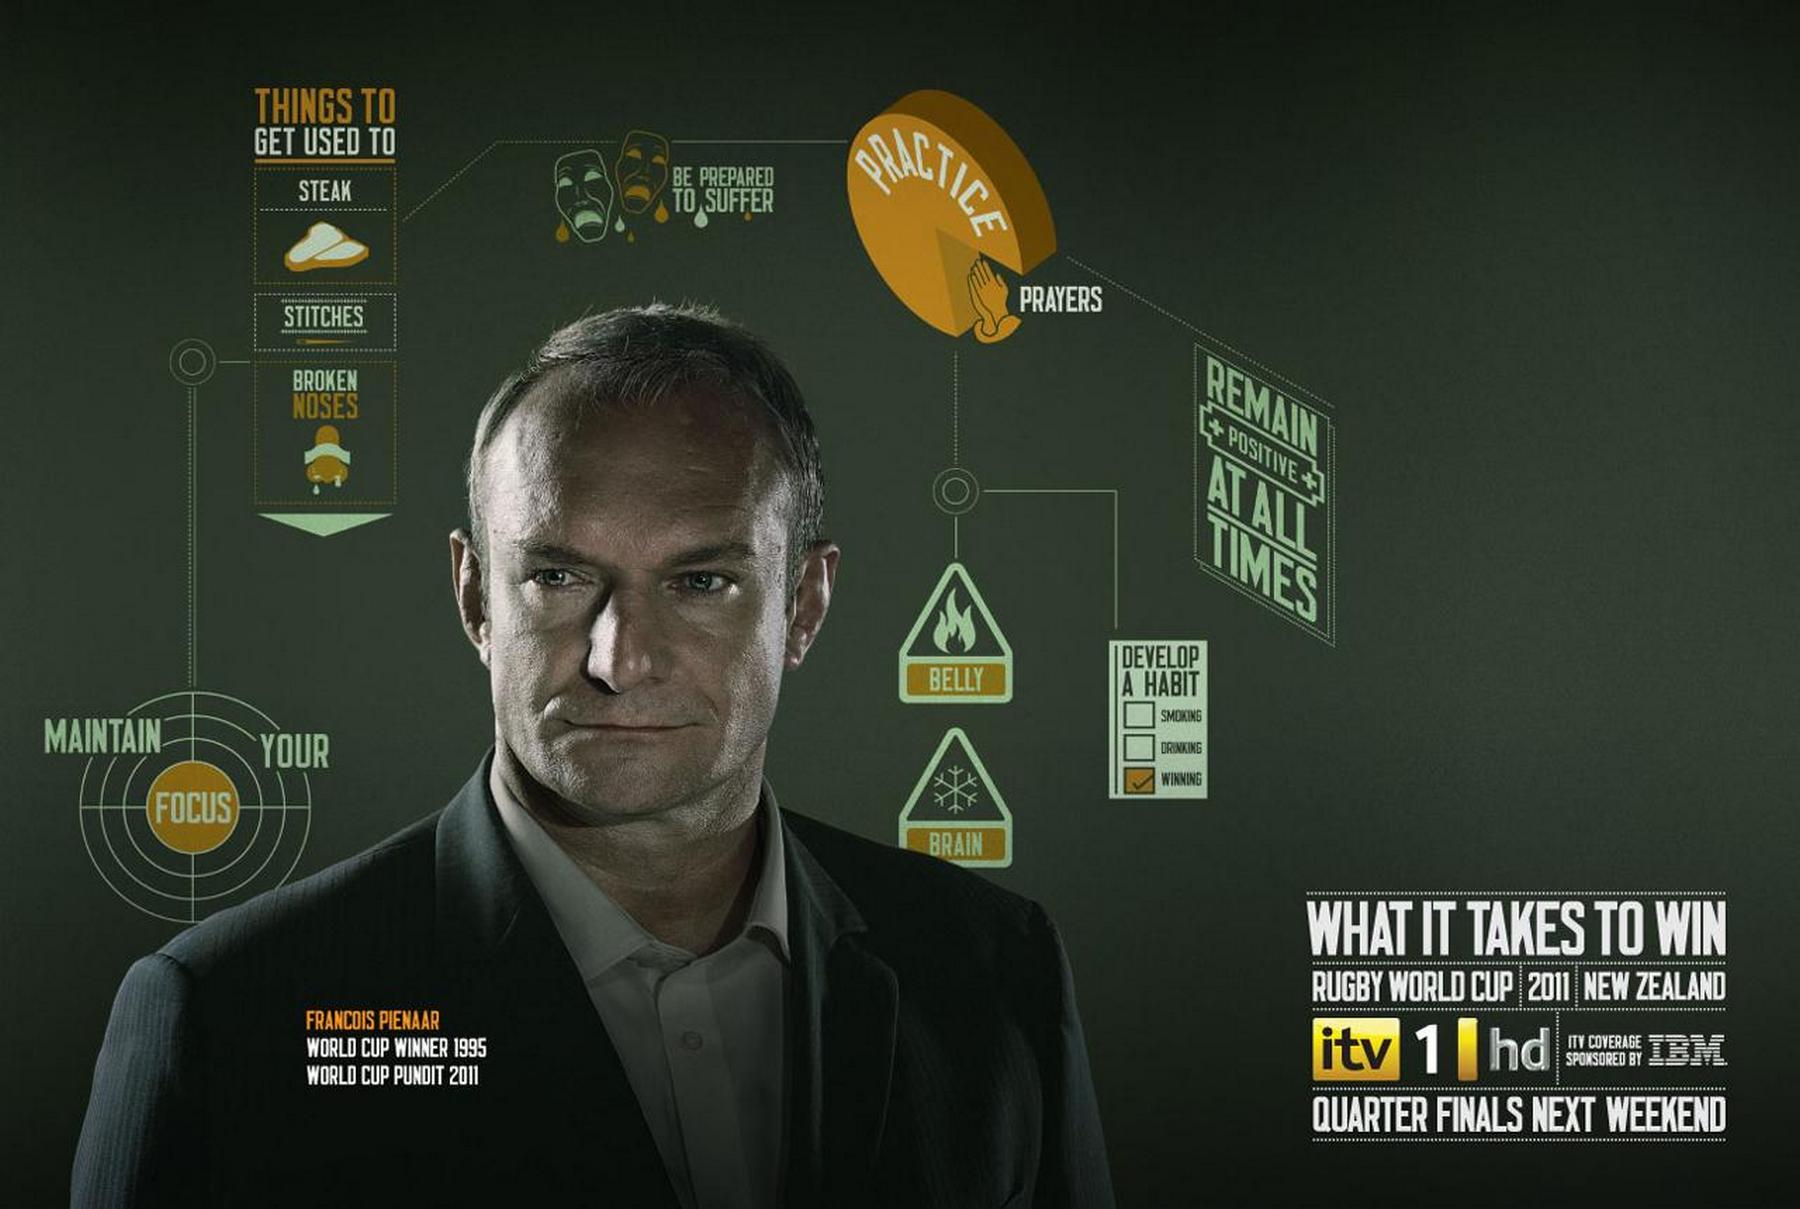 THINGS TO
GET USED TO
STEAK
STITCHES
BROKEN
NOSES
BE PREPARED
TO SUFFER
PRACTICE
PRAYERS
REMAIN
+ POSITIVE +
AT ALL
TIMES
BELLY
BRAIN
DEVELOP
A HABIT
SMOKING
DRINKING
WINNING
MAINTAIN YOUR
FOCUS
FRANCOIS PIENAAR
WORLD CUP WINNER 1995
WORLD CUP PUNDIT 2011
WHAT IT TAKES TO WIN
RUGBY WORLD CUP 2011 NEW ZEALAND
itv 1 hd
ITV COVERAGE
SPONSORED BY IBM
QUARTER FINALS NEXT WEEKEND